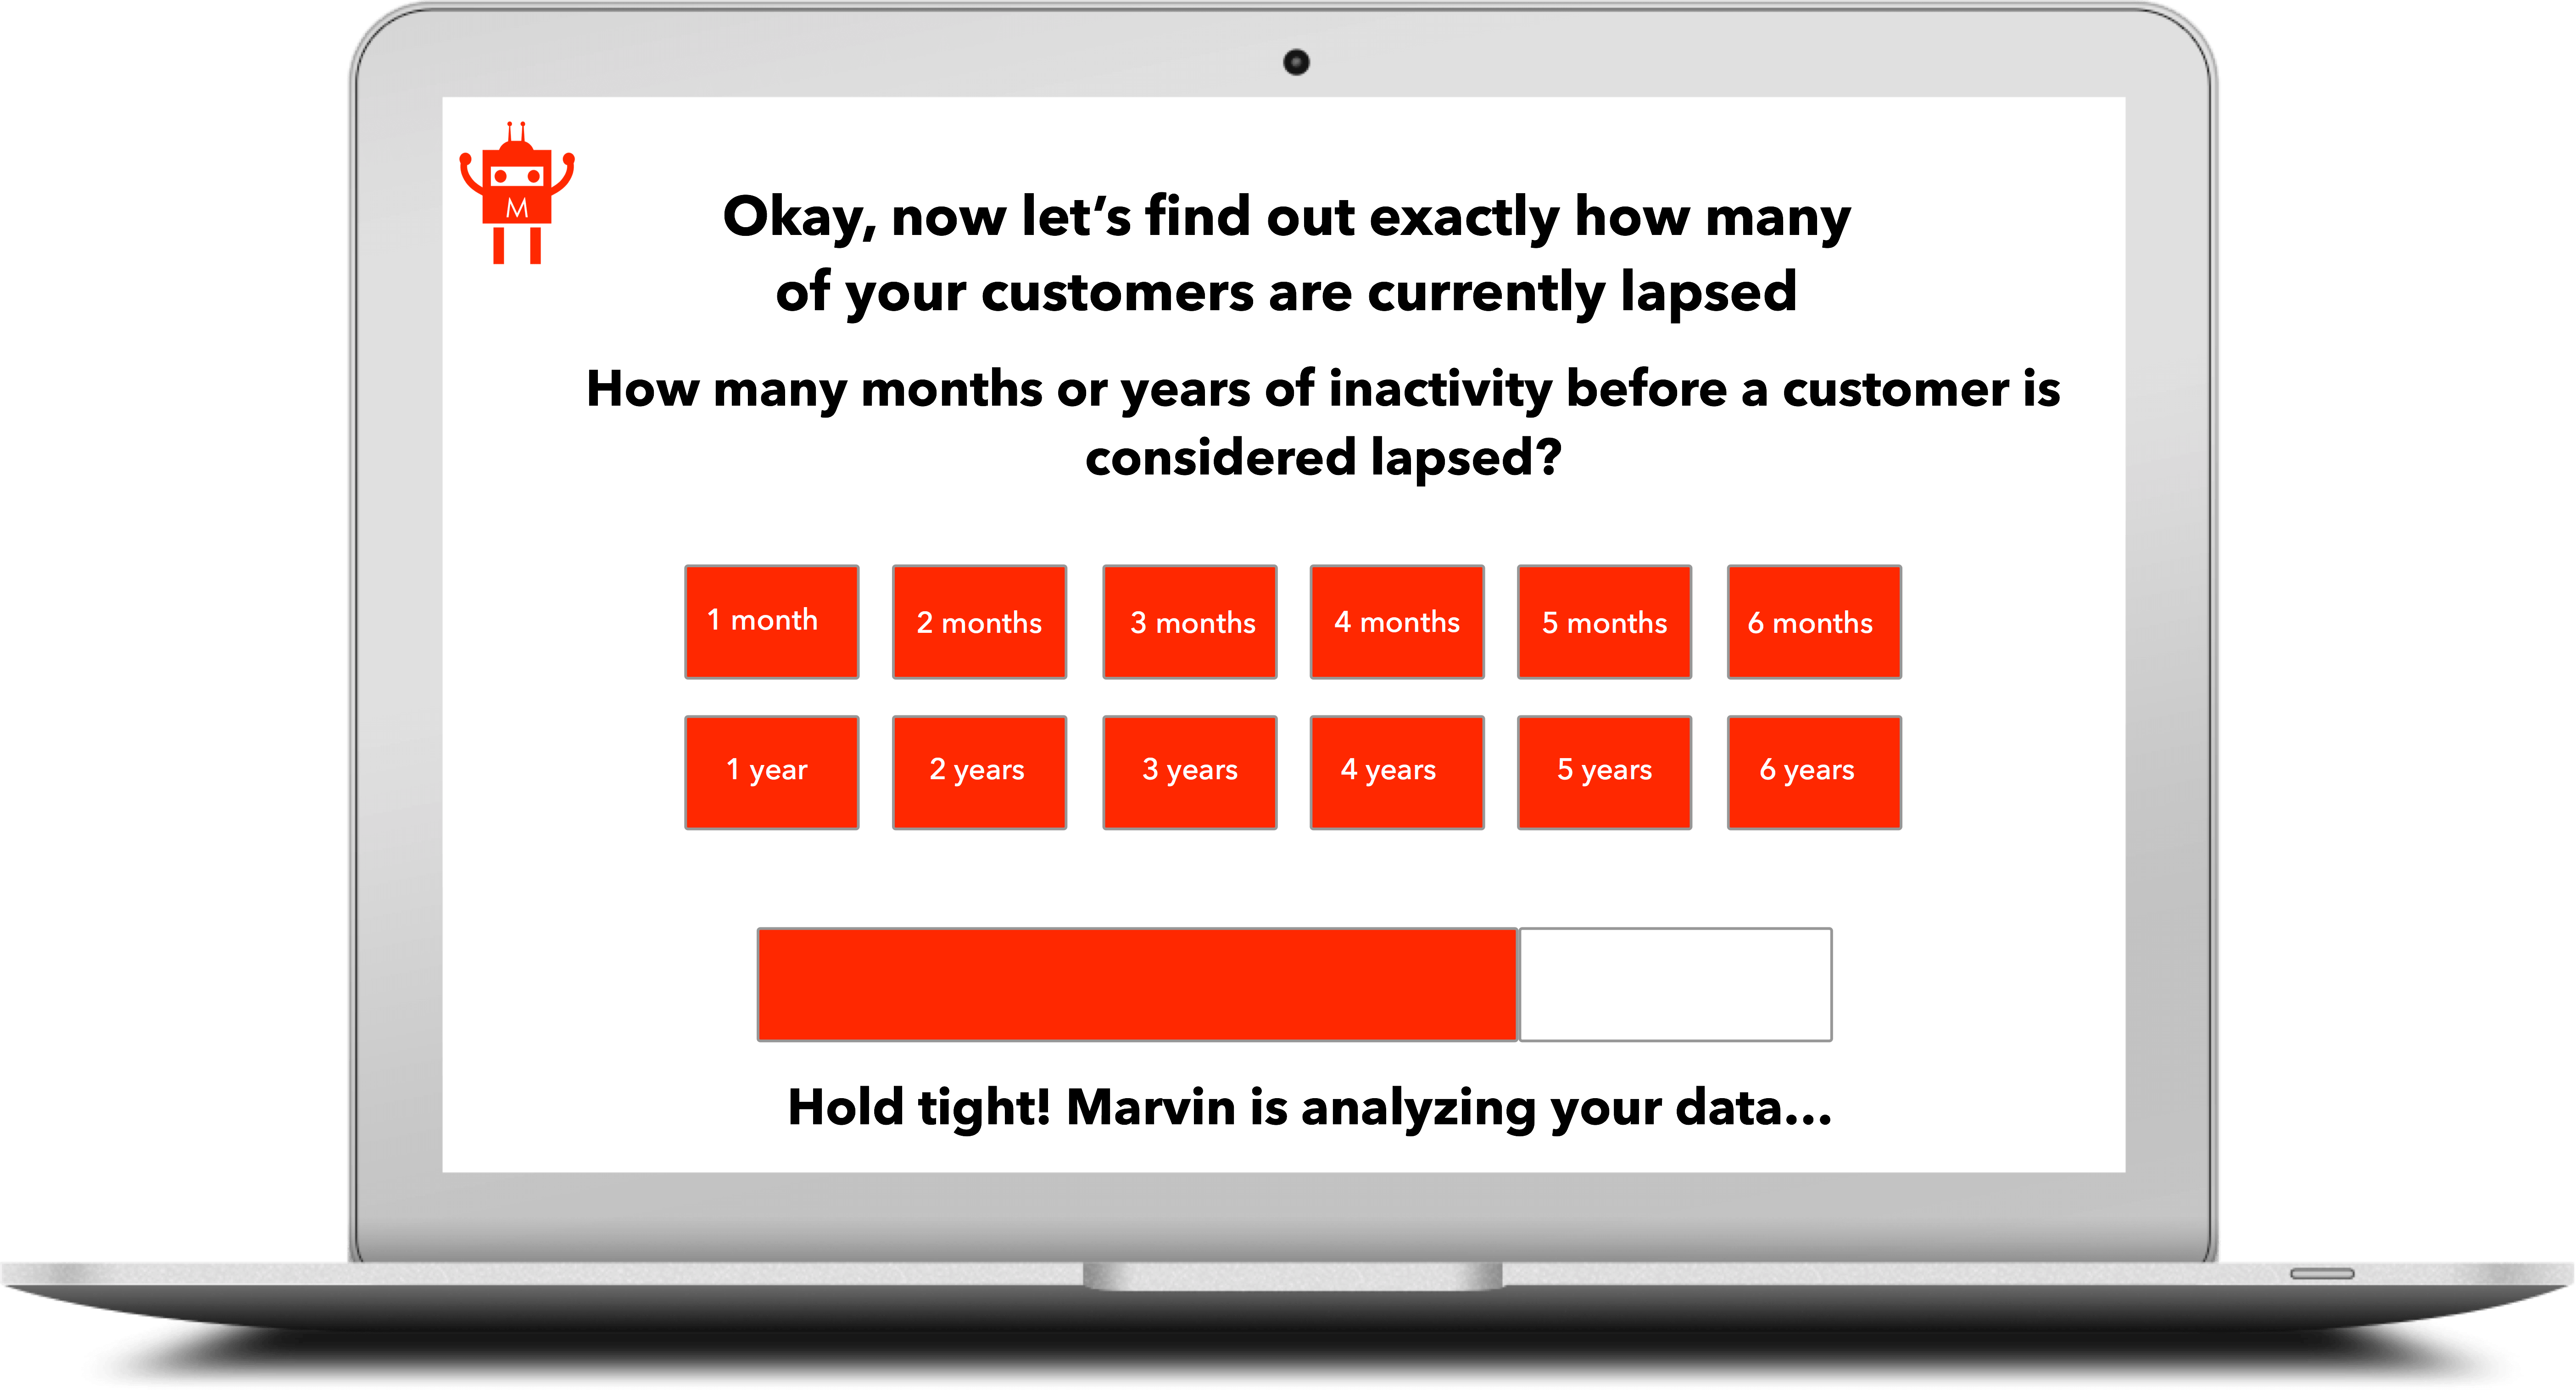 M
Okay, now let’s find out exactly how many
of your customers are currently lapsed
How many months or years of inactivity before a customer is
considered lapsed?
1 month 2 months 3 months 4 months 5 months 6 months
1 year 2 years 3 years 4 years 5 years 6 years
Hold tight! Marvin is analyzing your data...